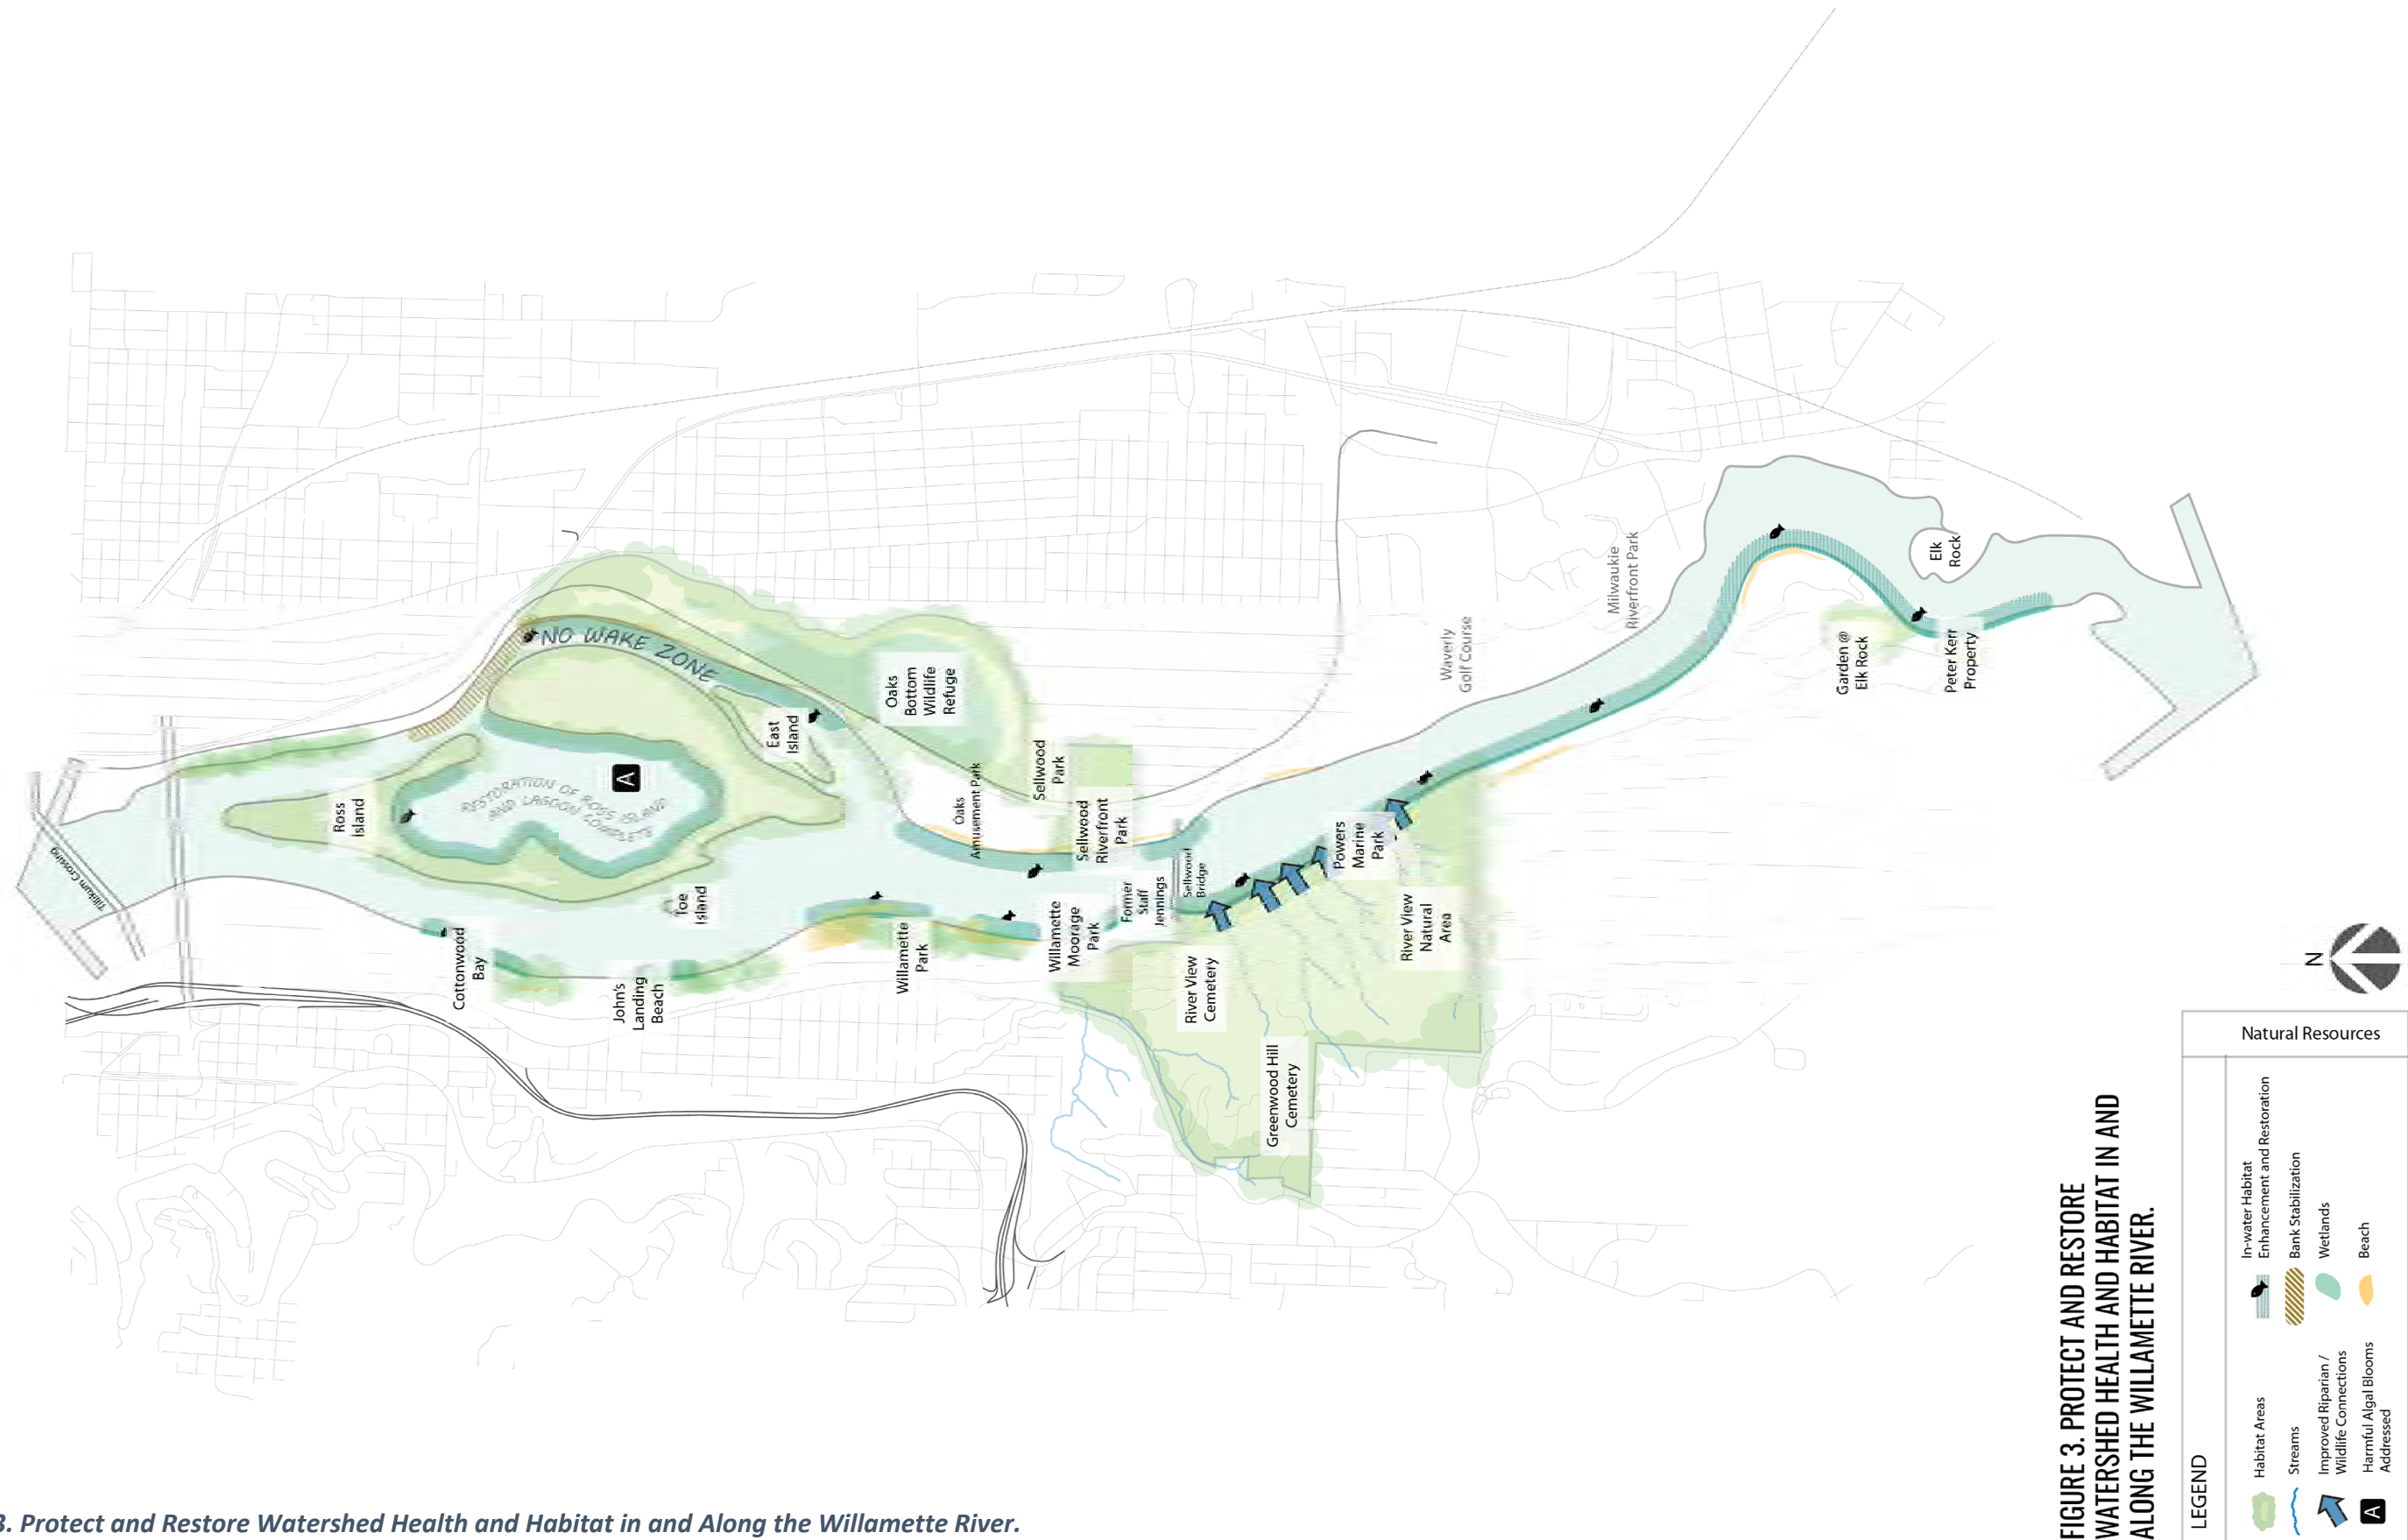 Tilikum Crossing
Ross
Island
RESTORATION OF ROSS ISLAND
AND LAGOON COMPLETE
A
NO WAKE ZONE
East
Island
Toe
Island
Cottonwood
Bay
John's
Landing
Beach
Willamette
Park
Oaks
Bottom
Wildlife
Refuge
Oaks
Amusement Park
Sellwood
Park
Sellwood
Riverfront
Park
Willamette
Moorage
Park
Former
Staff
Jennings
Sellwood
Bridge
River View
Cemetery
Greenwood Hill
Cemetery
Powers
Marine
Park
River View
Natural
Area
Waverly
Golf Course
Milwaukie
Riverfront Park
Garden @
Elk Rock
Elk
Rock
Peter Kerr
Property
N
FIGURE 3. PROTECT AND RESTORE
WATERSHED HEALTH AND HABITAT IN AND
ALONG THE WILLAMETTE RIVER.
LEGEND
Natural Resources
Habitat Areas
Streams
Improved Riparian /
Wildlife Connections
A
Harmful Algal Blooms
Addressed
In-water Habitat
Enhancement and Restoration
Bank Stabilization
Wetlands
Beach
3. Protect and Restore Watershed Health and Habitat in and Along the Willamette River.